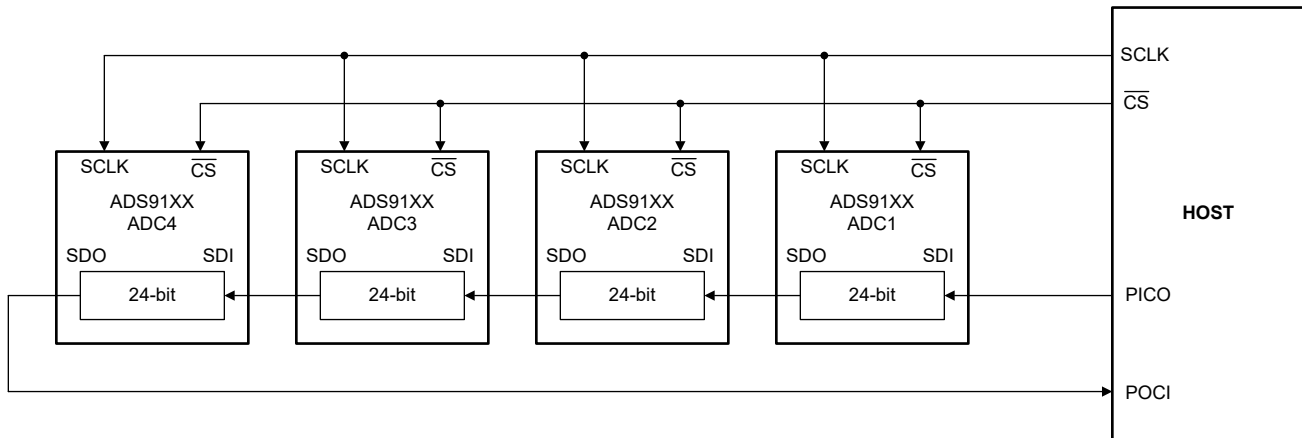 SCLK
CS
SCLK CS
SCLK CS
SCLK CS
SCLK CS
ADS91XX
ADC4
ADS91XX
ADC3
ADS91XX
ADC2
ADS91XX
ADC1
HOST
SDO SDI
SDO SDI
SDO SDI
SDO SDI
24-bit
24-bit
24-bit
24-bit
PICO
POCI